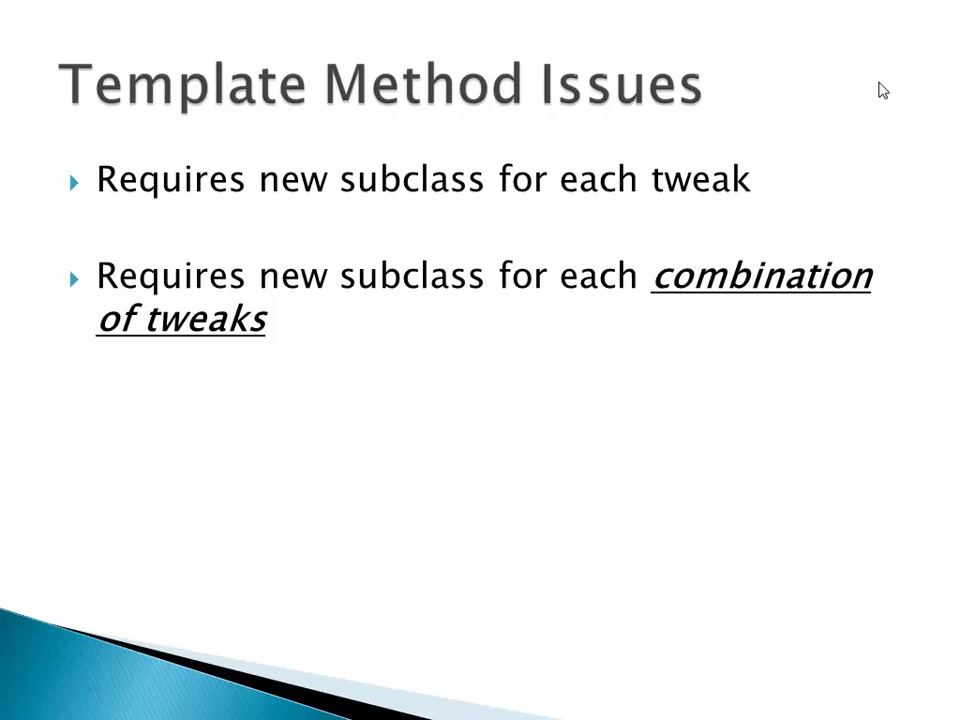 Template Method Issues
Requires new subclass for each tweak
Requires new subclass for each combination
of tweaks